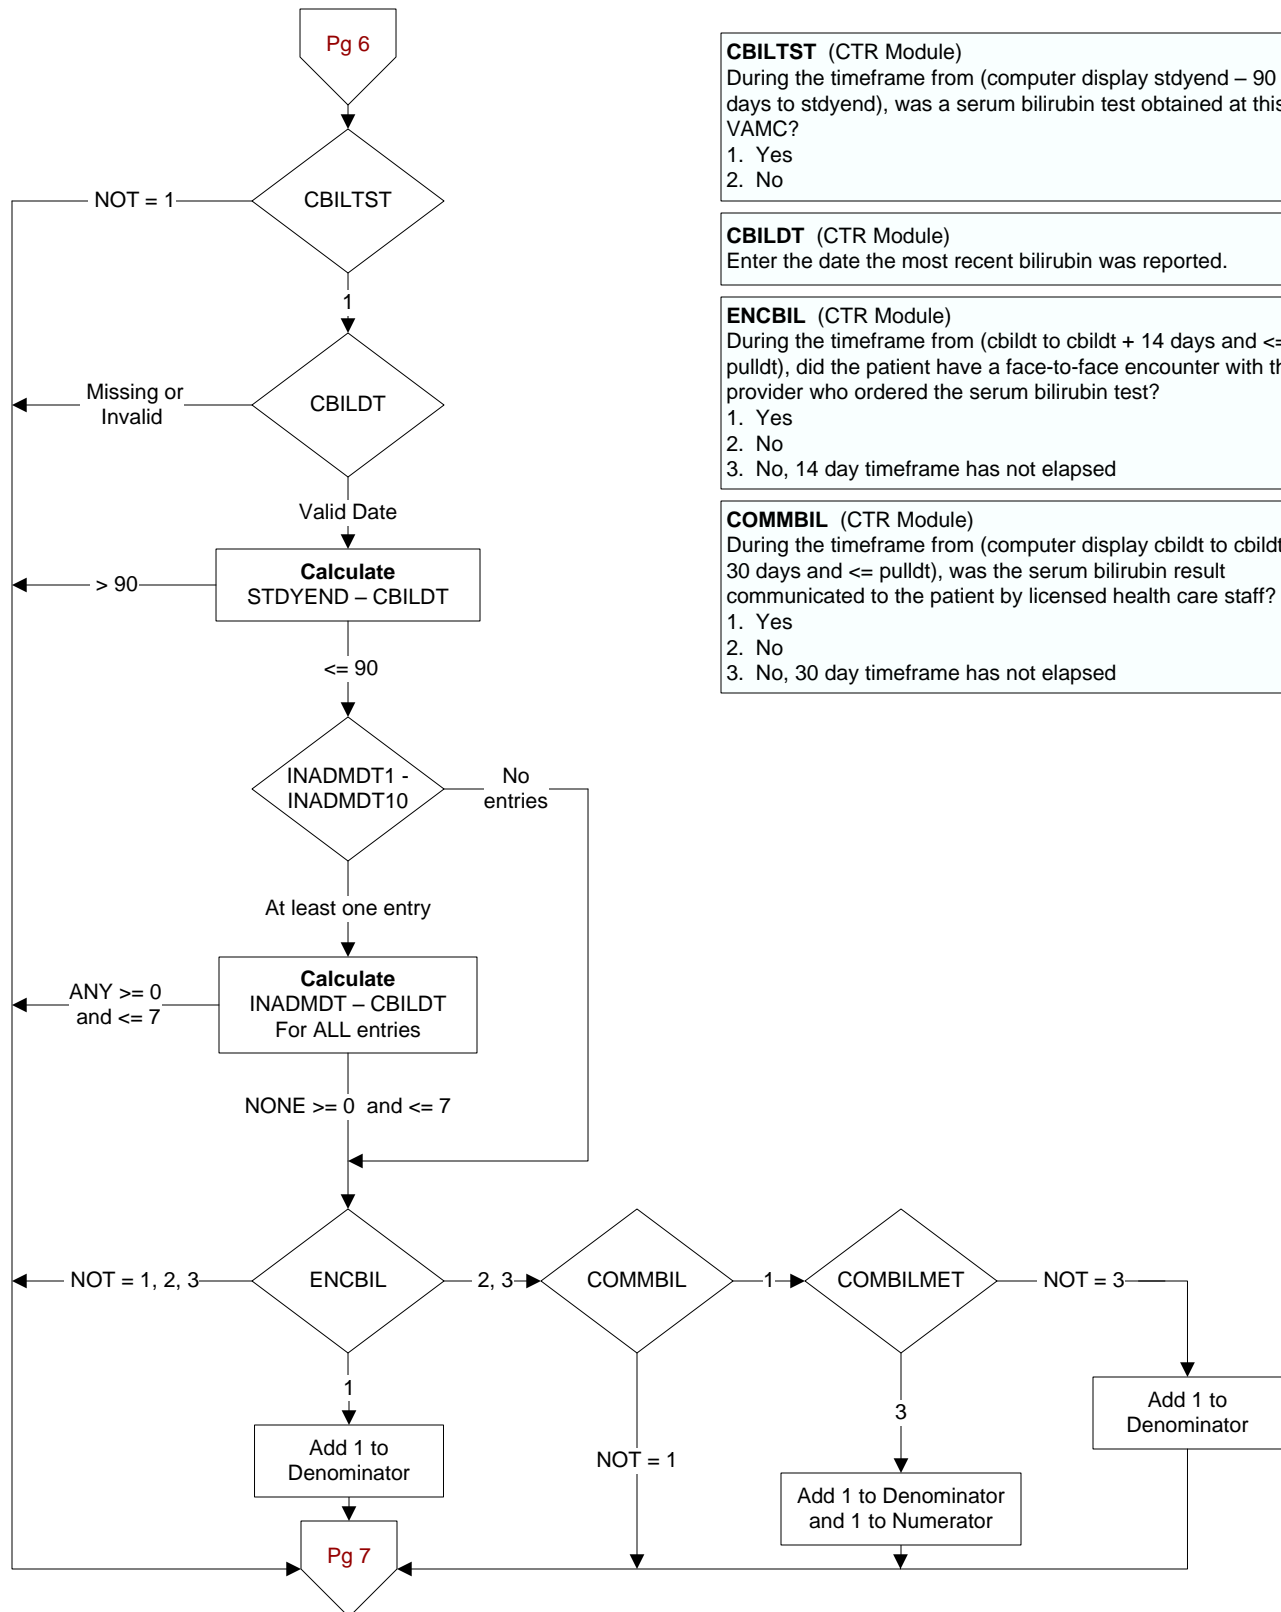 Pg 6
CBILTST (CTR Module)
During the timeframe from (computer display stdyend – 90
days to stdyend), was a serum bilirubin test obtained at this
VAMC?
1. Yes
2. No
CBILDT (CTR Module)
Enter the date the most recent bilirubin was reported.
ENCBIL (CTR Module)
During the timeframe from (cbildt to cbildt + 14 days and <=
pulldt), did the patient have a face-to-face encounter with
provider who ordered the serum bilirubin test?
1. Yes
2. No
3. No, 14 day timeframe has not elapsed
COMMBIL (CTR Module)
During the timeframe from (computer display cbildt to cbildt
30 days and <= pulldt), was the serum bilirubin result
communicated to the patient by licensed health care staff?
1. Yes
2. No
3. No, 30 day timeframe has not elapsed
NOT = 1
CBILTST
1
Missing or
Invalid
CBILDT
Valid Date
> 90
Calculate
STDYEND – CBILDT
<= 90
INADMDT1 -
INADMDT10
No
entries
At least one entry
ANY >= 0
and <= 7
Calculate
INADMDT – CBILDT
For ALL entries
NONE >= 0 and <= 7
NOT = 1, 2, 3
ENCBIL
2, 3
COMMBIL
1
COMBILMET
NOT = 3
1
Add 1 to
Denominator
NOT = 1
3
Add 1 to Denominator
and 1 to Numerator
Add 1 to
Denominator
Pg 7